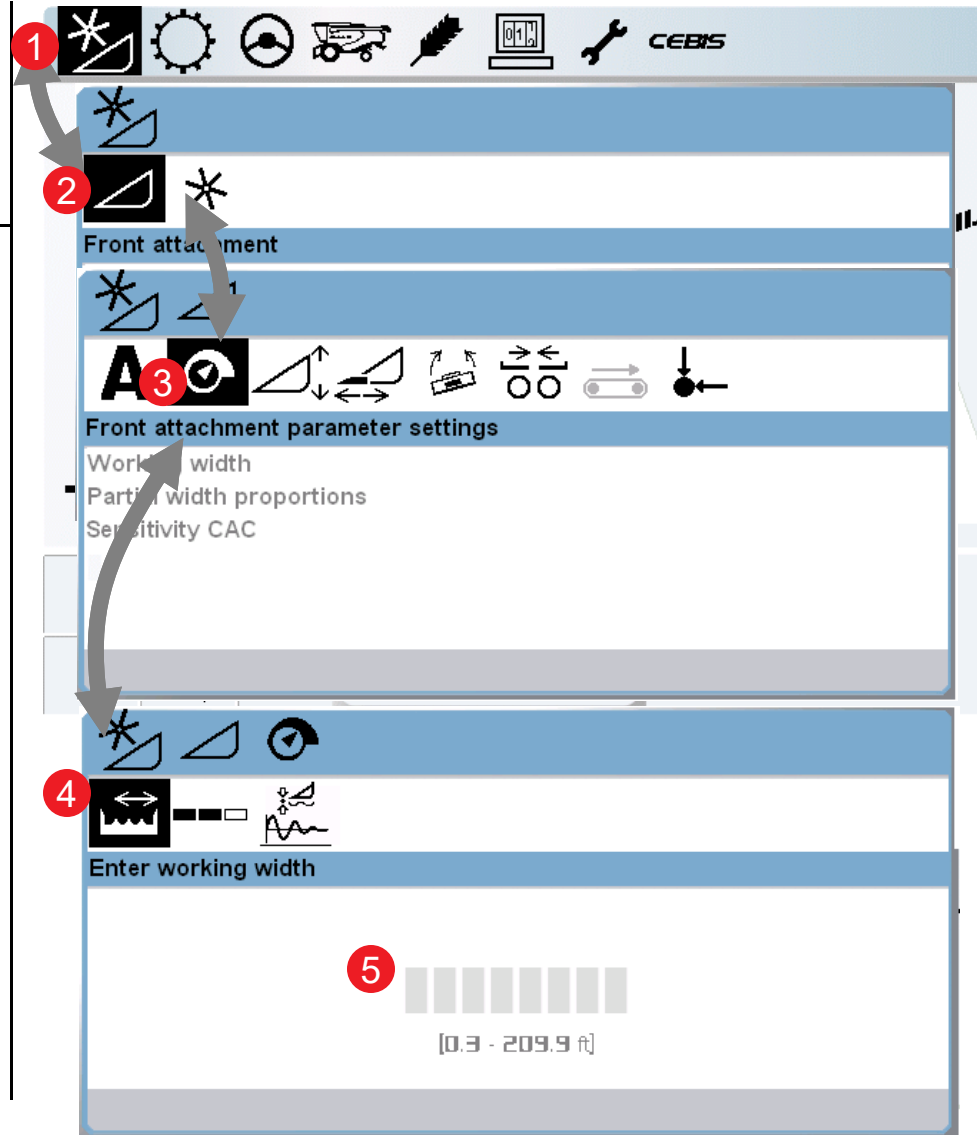 1
CEBIS
2
Front attachment
A
3
Front attachment parameter settings
Working width
Partial width proportions
Sensitivity CAC
4
Enter working width
5
[0.3 - 209.9 ft]